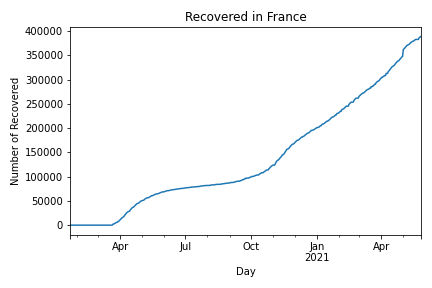 Recovered in France
Number of Recovered
400000
350000
300000
250000
200000
150000
100000
50000
0
Apr
Jul
Oct
Jan
2021
Apr
Day